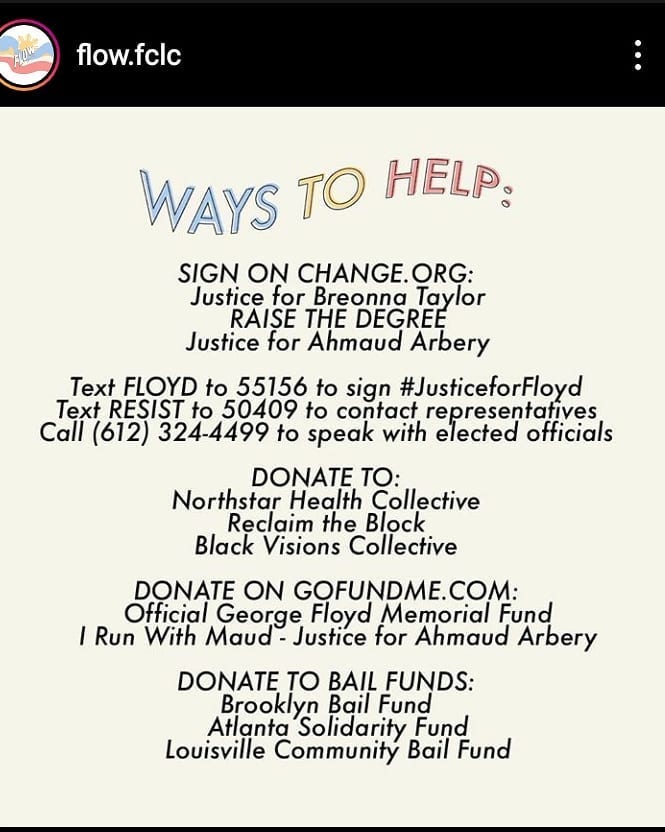 FLOW
flow.fclc
WAYS TO HELP:
SIGN ON CHANGE.ORG:
Justice for Breonna Taylor
RAISE THE DEGREE
Justice for Ahmaud Arbery
Text FLOYD to 55156 to sign #JusticeforFloyd
Text RESIST to 50409 to contact representatives
Call (612) 324-4499 to speak with elected officials
DONATE TO:
Northstar Health Collective
Reclaim the Block
Black Visions Collective
DONATE ON GOFUNDME.COM:
Official George Floyd Memorial Fund
I Run With Maud - Justice for Ahmaud Arbery
DONATE TO BAIL FUNDS:
Brooklyn Bail Fund
Atlanta Solidarity Fund
Louisville Community Bail Fund